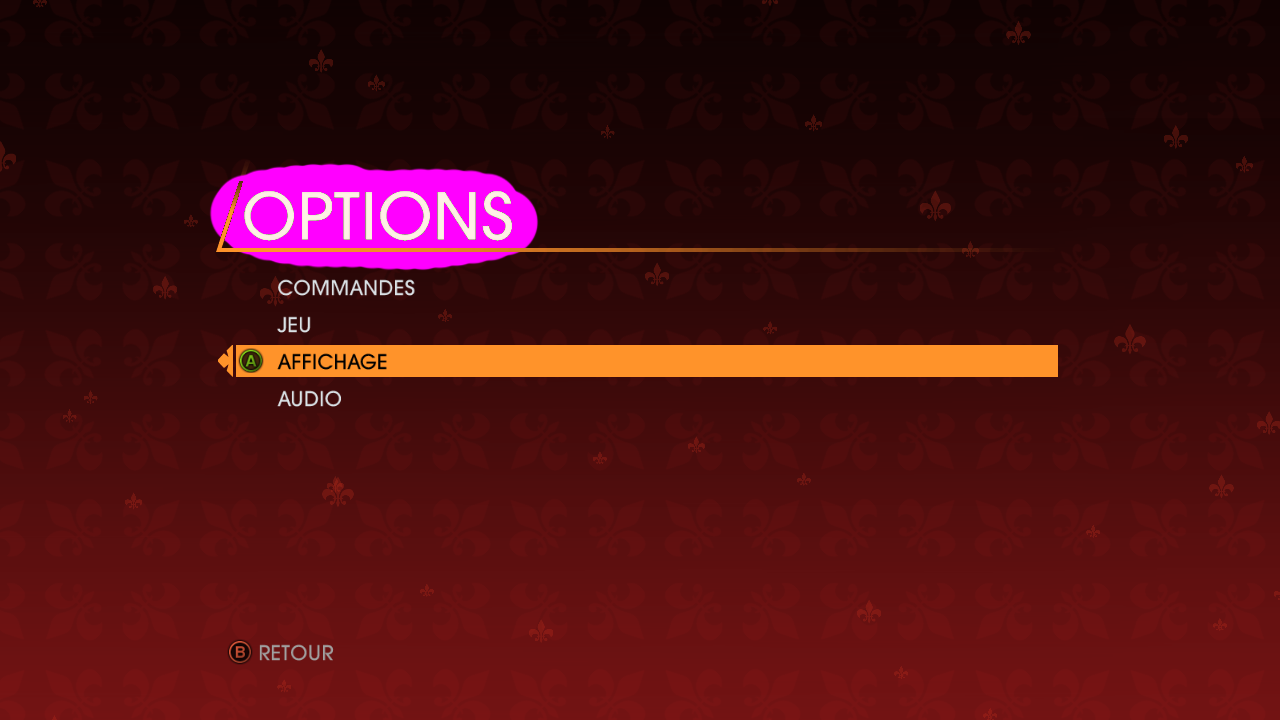 OPTIONS
COMMANDES
JEU
A AFFICHAGE
AUDIO
B RETOUR